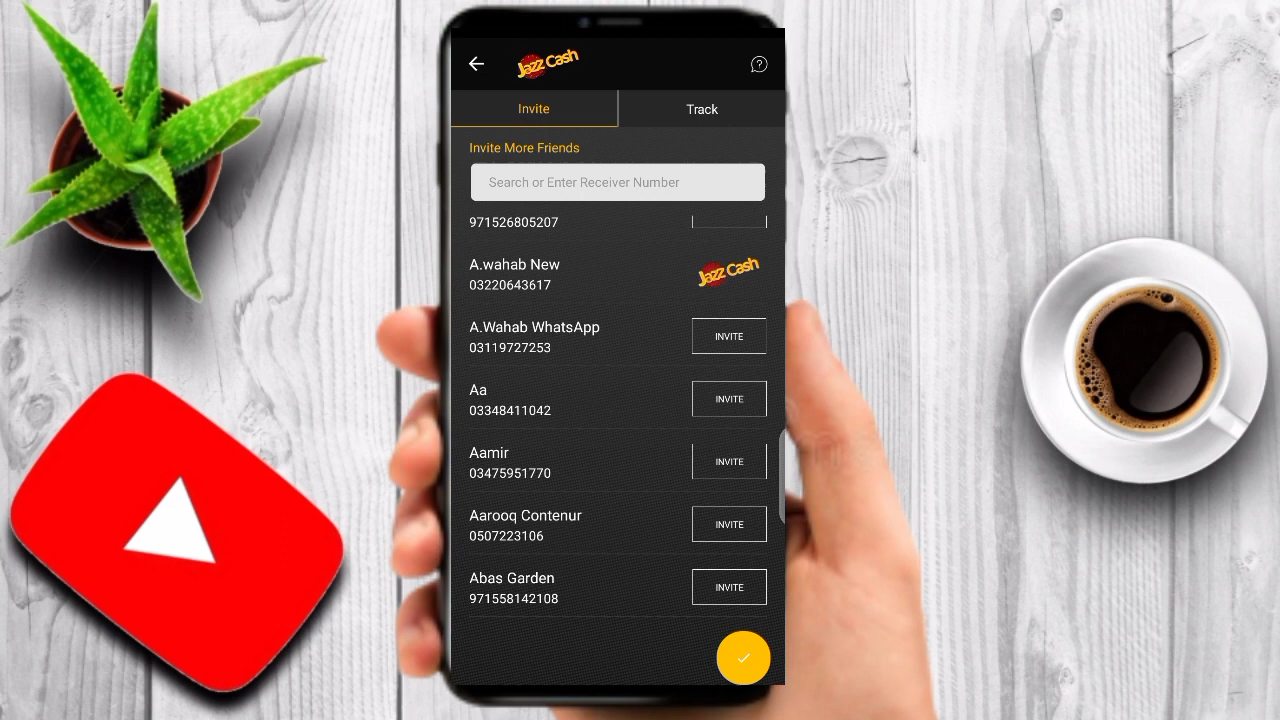 Jazz Cash
Invite
Track
Invite More Friends
Search or Enter Receiver Number
971526805207
A.wahab New
03220643617
Jazz Cash
A.Wahab WhatsApp
03119727253
INVITE
Aa
03348411042
INVITE
Aamir
03475951770
INVITE
Aarooq Contenur
0507223106
INVITE
Abas Garden
971558142108
INVITE